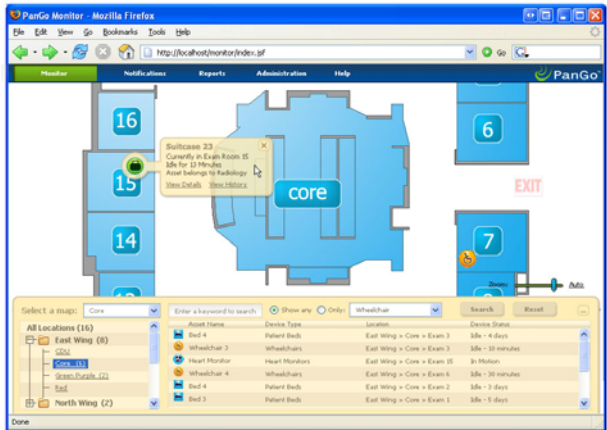 PanGo Monitor - Mozilla Firefox
File Edit View Go Bookmarks Tools Help
http://localhost/monitor/index.jsf Go
Monitor Notifications Reports Administration Help PanGo
16
6
Suitcase 23
Currently in Exam Room 15
Idle for 13 Minutes
Asset belongs to Radiology
View Details View History
15
core
EXIT
14
7
Zoom: Auto
Select a map: Core Enter a keyword to search Show any Only: Wheelchair Search Reset
All Locations (16)
East Wing (8)
CDU
Core (6)
Green Purple (2)
Red
North Wing (2)
Asset Name Device Type Location Device Status
Bed 4 Patient Beds East Wing > Core > Exam 3 Idle - 4 days
Wheelchair 3 Wheelchairs East Wing > Core > Exam 3 Idle - 10 minutes
Heart Monitor Heart Monitors East Wing > Core > Exam 15 In Motion
Wheelchair 4 Wheelchairs East Wing > Core > Exam 6 Idle - 30 minutes
Bed 4 Patient Beds East Wing > Core > Exam 2 Idle - 3 days
Bed 3 Patient Beds East Wing > Core > Exam 1 Idle - 5 days
Done